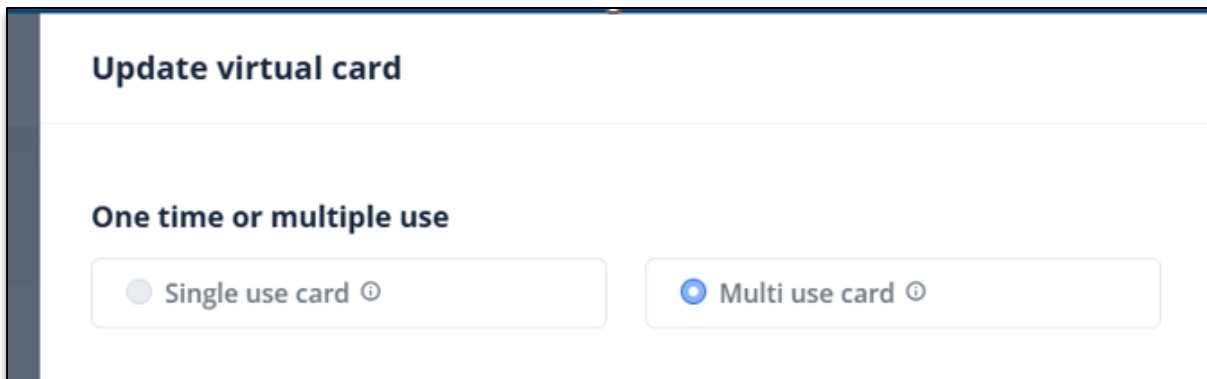 Update virtual card
One time or multiple use
Single use card
Multi use card